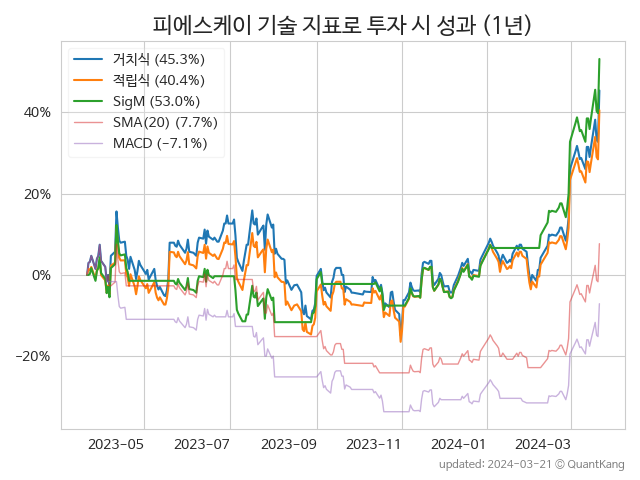 피에스케이 기술 지표로 투자 시 성과 (1년)
거치식 (45.3%)
적립식 (40.4%)
SigM (53.0%)
SMA(20) (7.7%)
MACD (−7.1%)
40%
20%
0%
−20%
2023-05
2023-07
2023-09
2023-11
2024-01
2024-03
updated: 2024-03-21 © QuantKang